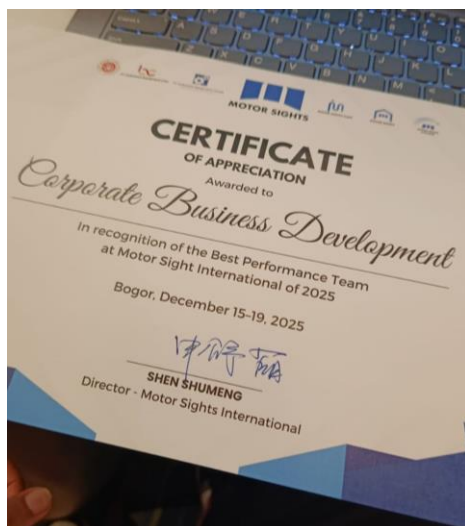 MOTOR SIGHTS
CERTIFICATE
OF APPRECIATION
Awarded to
Corporate Business Development
In recognition of the Best Performance Team
at Motor Sight International of 2025
Bogor, December 15-19, 2025
SHEN SHUMENG
Director - Motor Sights International